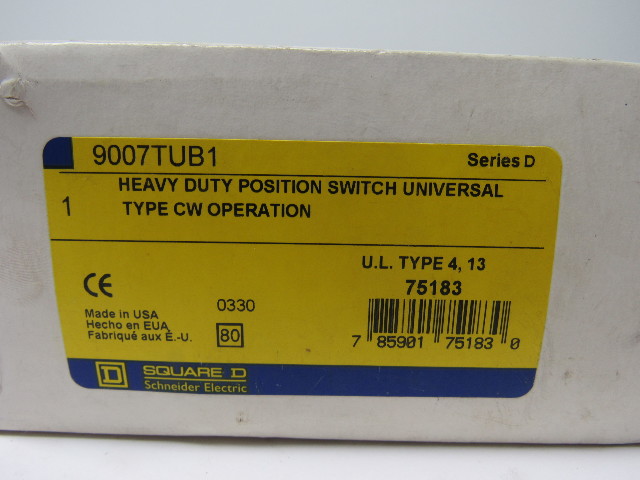 9007TUB1
Series D
1
HEAVY DUTY POSITION SWITCH UNIVERSAL
TYPE CW OPERATION
U.L. TYPE 4, 13
75183
CE
0330
Made in USA
Hecho en EUA
Fabriqué aux É.-U.
80
7 85901 75183 0
D
SQUARE D
Schneider Electric